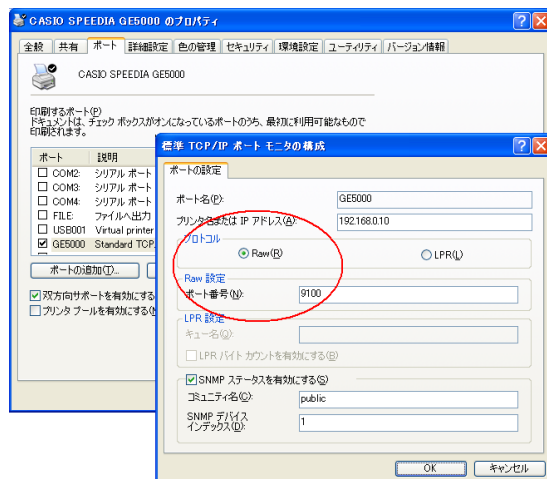 CASIO SPEEDIA GE5000 のプロパティ
全般 共有 ポート 詳細設定 色の管理 セキュリティ 環境設定 ユーティリティ バージョン情報
CASIO SPEEDIA GE5000
印刷するポート(P)
ドキュメントは、チェック ボックスがオンになっているポートのうち、最初に利用可能なもので
印刷されます。
ポート 説明
COM2: シリアル ポート
COM3: シリアル ポート
COM4: シリアル ポート
FILE: ファイルへ出力
USB001 Virtual printer
GE5000 Standard TCP
ポートの追加(T)...
双方向サポートを有効にする
プリンタ プールを有効にする
標準 TCP/IP ポート モニタの構成
ポートの設定
ポート名(P): GE5000
プリンタ名または IP アドレス(A): 192.168.0.10
プロトコル
Raw(R) LPR(L)
Raw 設定
ポート番号(N): 9100
LPR 設定
キュー名(Q):
LPR バイト カウントを有効にする(B)
SNMP ステータスを有効にする(S)
コミュニティ名(C): public
SNMP デバイス
インデックス(D): 1
OK キャンセル